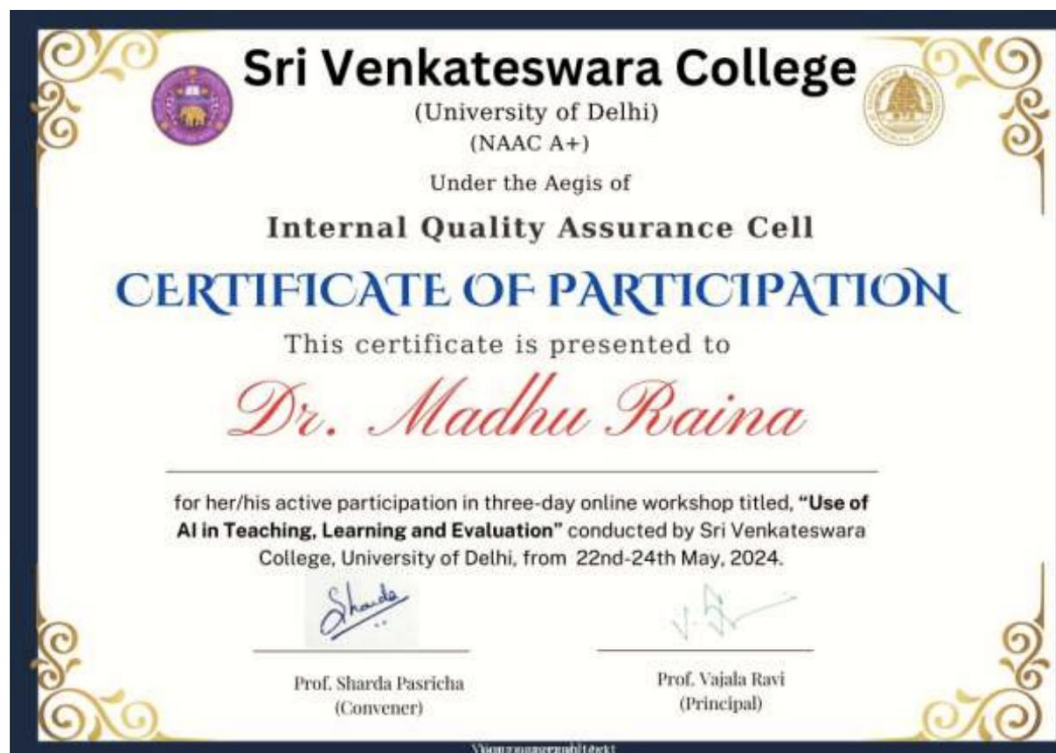 Sri Venkateswara College
(University of Delhi)
(NAAC A+)
Under the Aegis of
Internal Quality Assurance Cell
CERTIFICATE OF PARTICIPATION
This certificate is presented to
Dr. Madhu Raina
for her/his active participation in three-day online workshop titled, “Use of
AI in Teaching, Learning and Evaluation” conducted by Sri Venkateswara
College, University of Delhi, from 22nd-24th May, 2024.
Sharda
Prof. Sharda Pasricha
(Convener)
Prof. Vajala Ravi
(Principal)